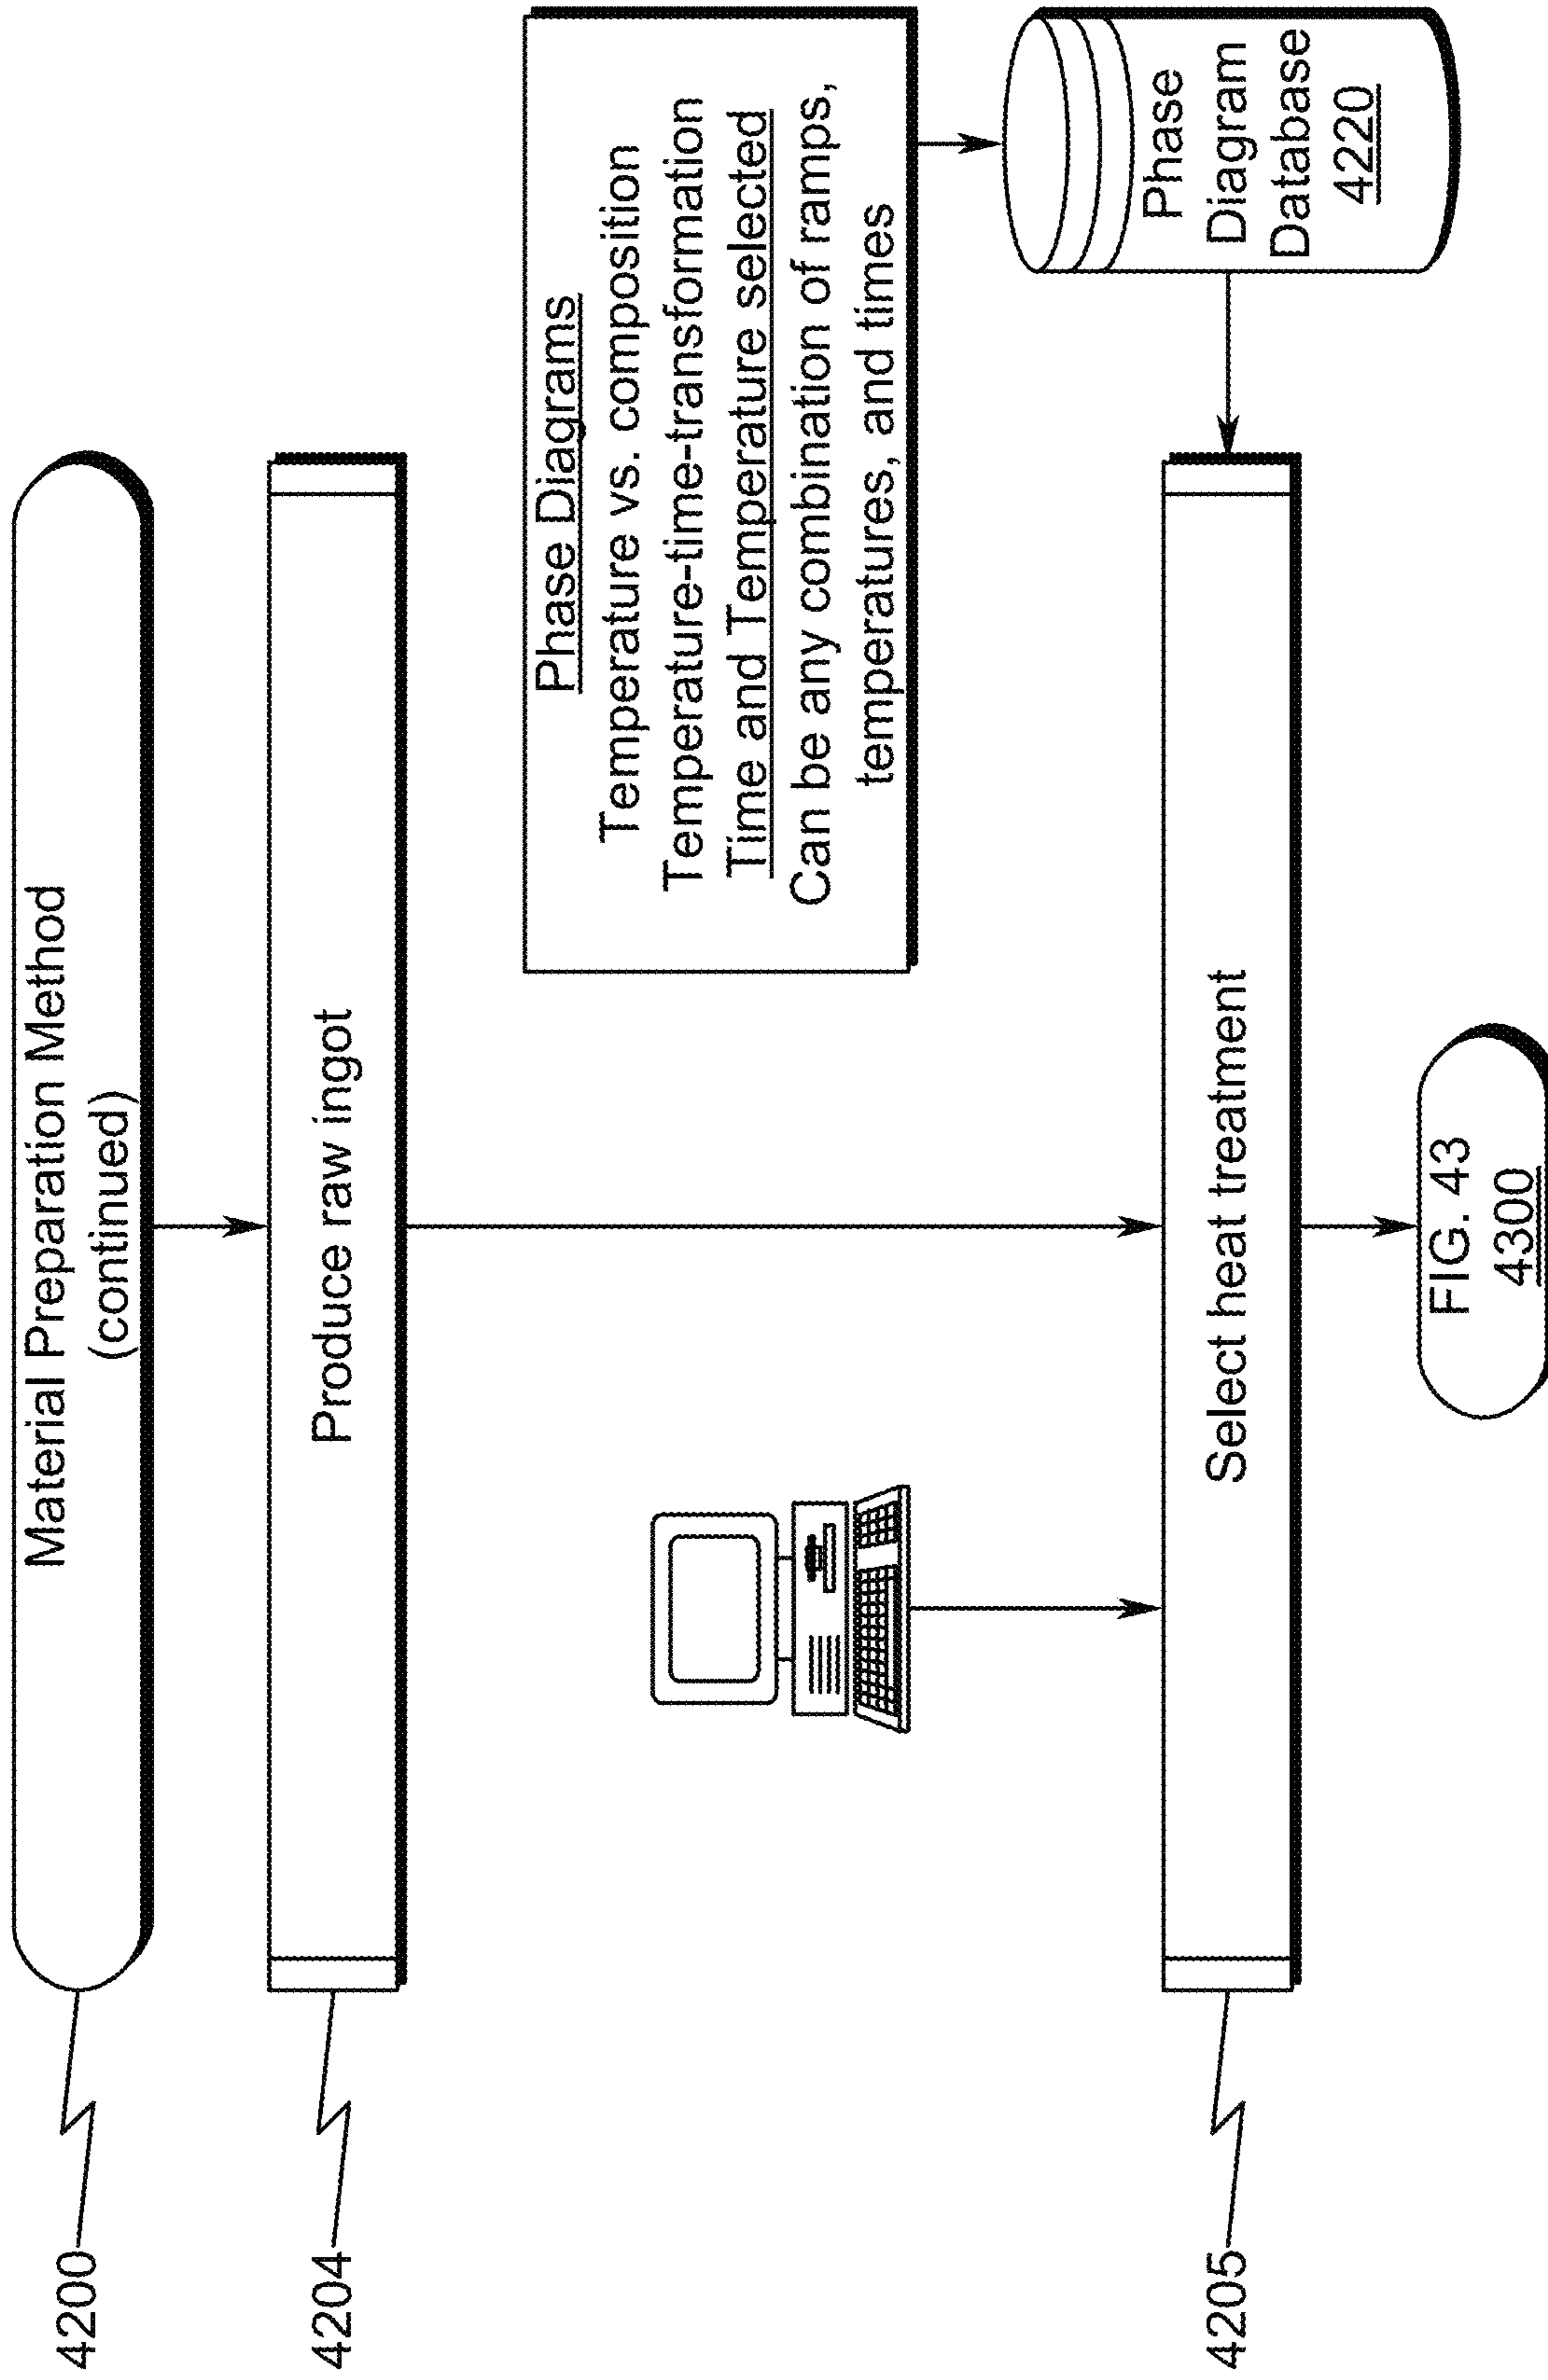 4200
Material Preparation Method
(continued)
4204
Produce raw ingot
Phase Diagrams
Temperature vs. composition
Temperature-time-transformation
Time and Temperature selected
Can be any combination of ramps,
temperatures, and times
Phase
Diagram
Database
4220
4205
Select heat treatment
FIG. 43
4300